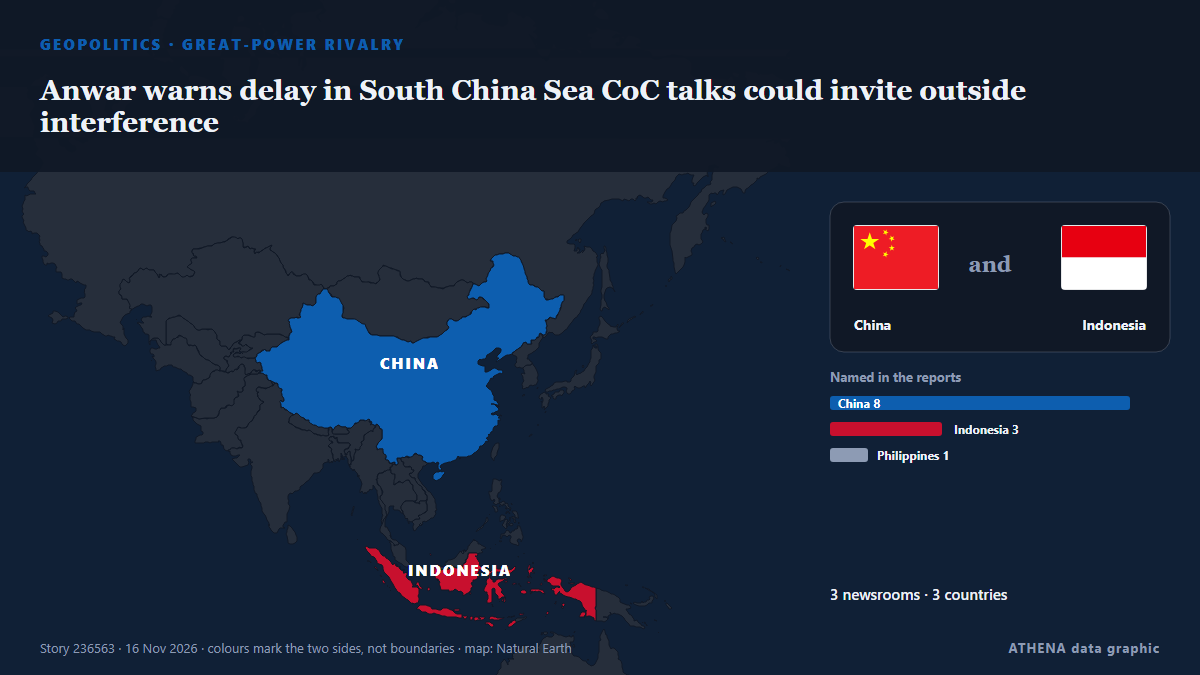 GEOPOLITICS · GREAT-POWER RIVALRY
Anwar warns delay in South China Sea CoC talks could invite outside
interference
China
and
Indonesia
Named in the reports
China 8
Indonesia 3
Philippines 1
CHINA
INDONESIA
3 newsrooms · 3 countries
Story 236563 · 16 Nov 2026 · colours mark the two sides, not boundaries · map: Natural Earth
ATHENA data graphic